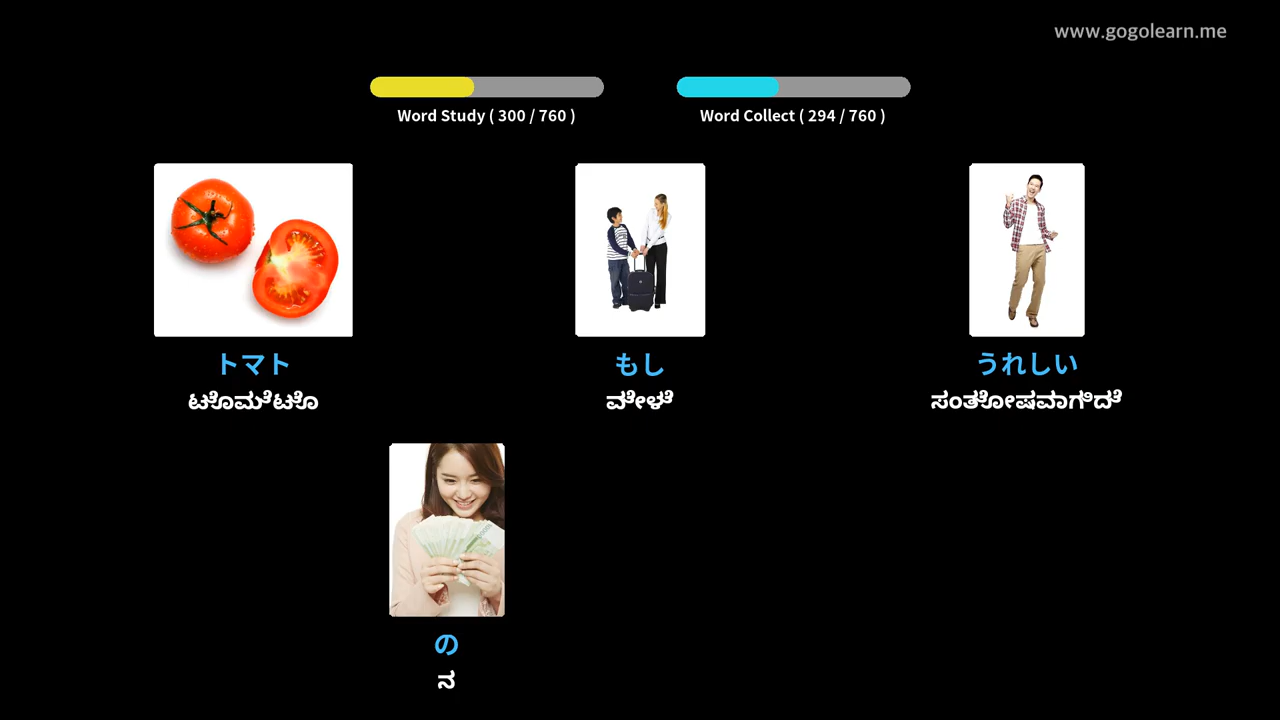 www.gogolearn.me
Word Study ( 300 / 760 )
Word Collect ( 294 / 760 )
トマト
ಟೊಮೆಟೊ
もし
ವೇಳೆ
うれしい
ಸಂತೋಷವಾಗಿದೆ
の
ನ